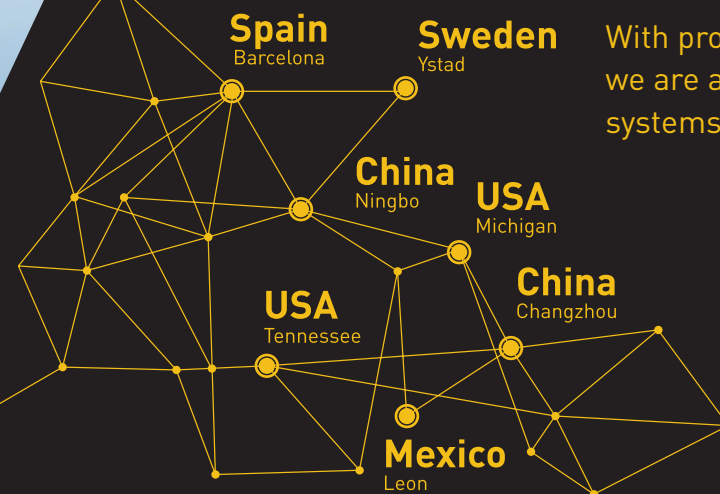 Spain
Barcelona
Sweden
Ystad
With pro
we are a
systems
China
Ningbo
USA
Michigan
China
Changzhou
USA
Tennessee
Mexico
Leon